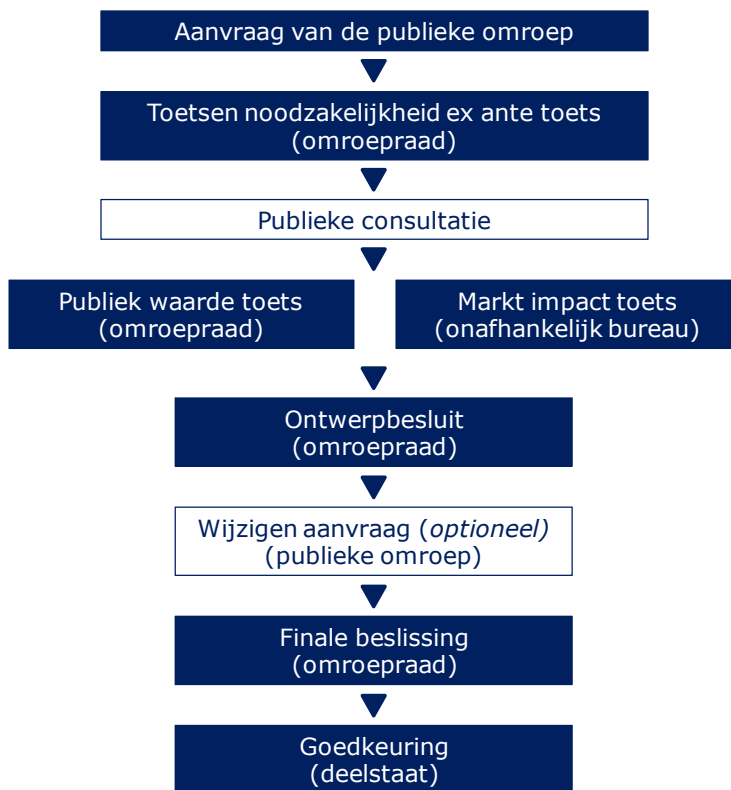 Aanvraag van de publieke omroep
Toetsen noodzakelijkheid ex ante toets
(omroepraad)
Publieke consultatie
Publiek waarde toets
(omroepraad)
Markt impact toets
(onafhankelijk bureau)
Ontwerpbesluit
(omroepraad)
Wijzigen aanvraag (optioneel)
(publieke omroep)
Finale beslissing
(omroepraad)
Goedkeuring
(deelstaat)